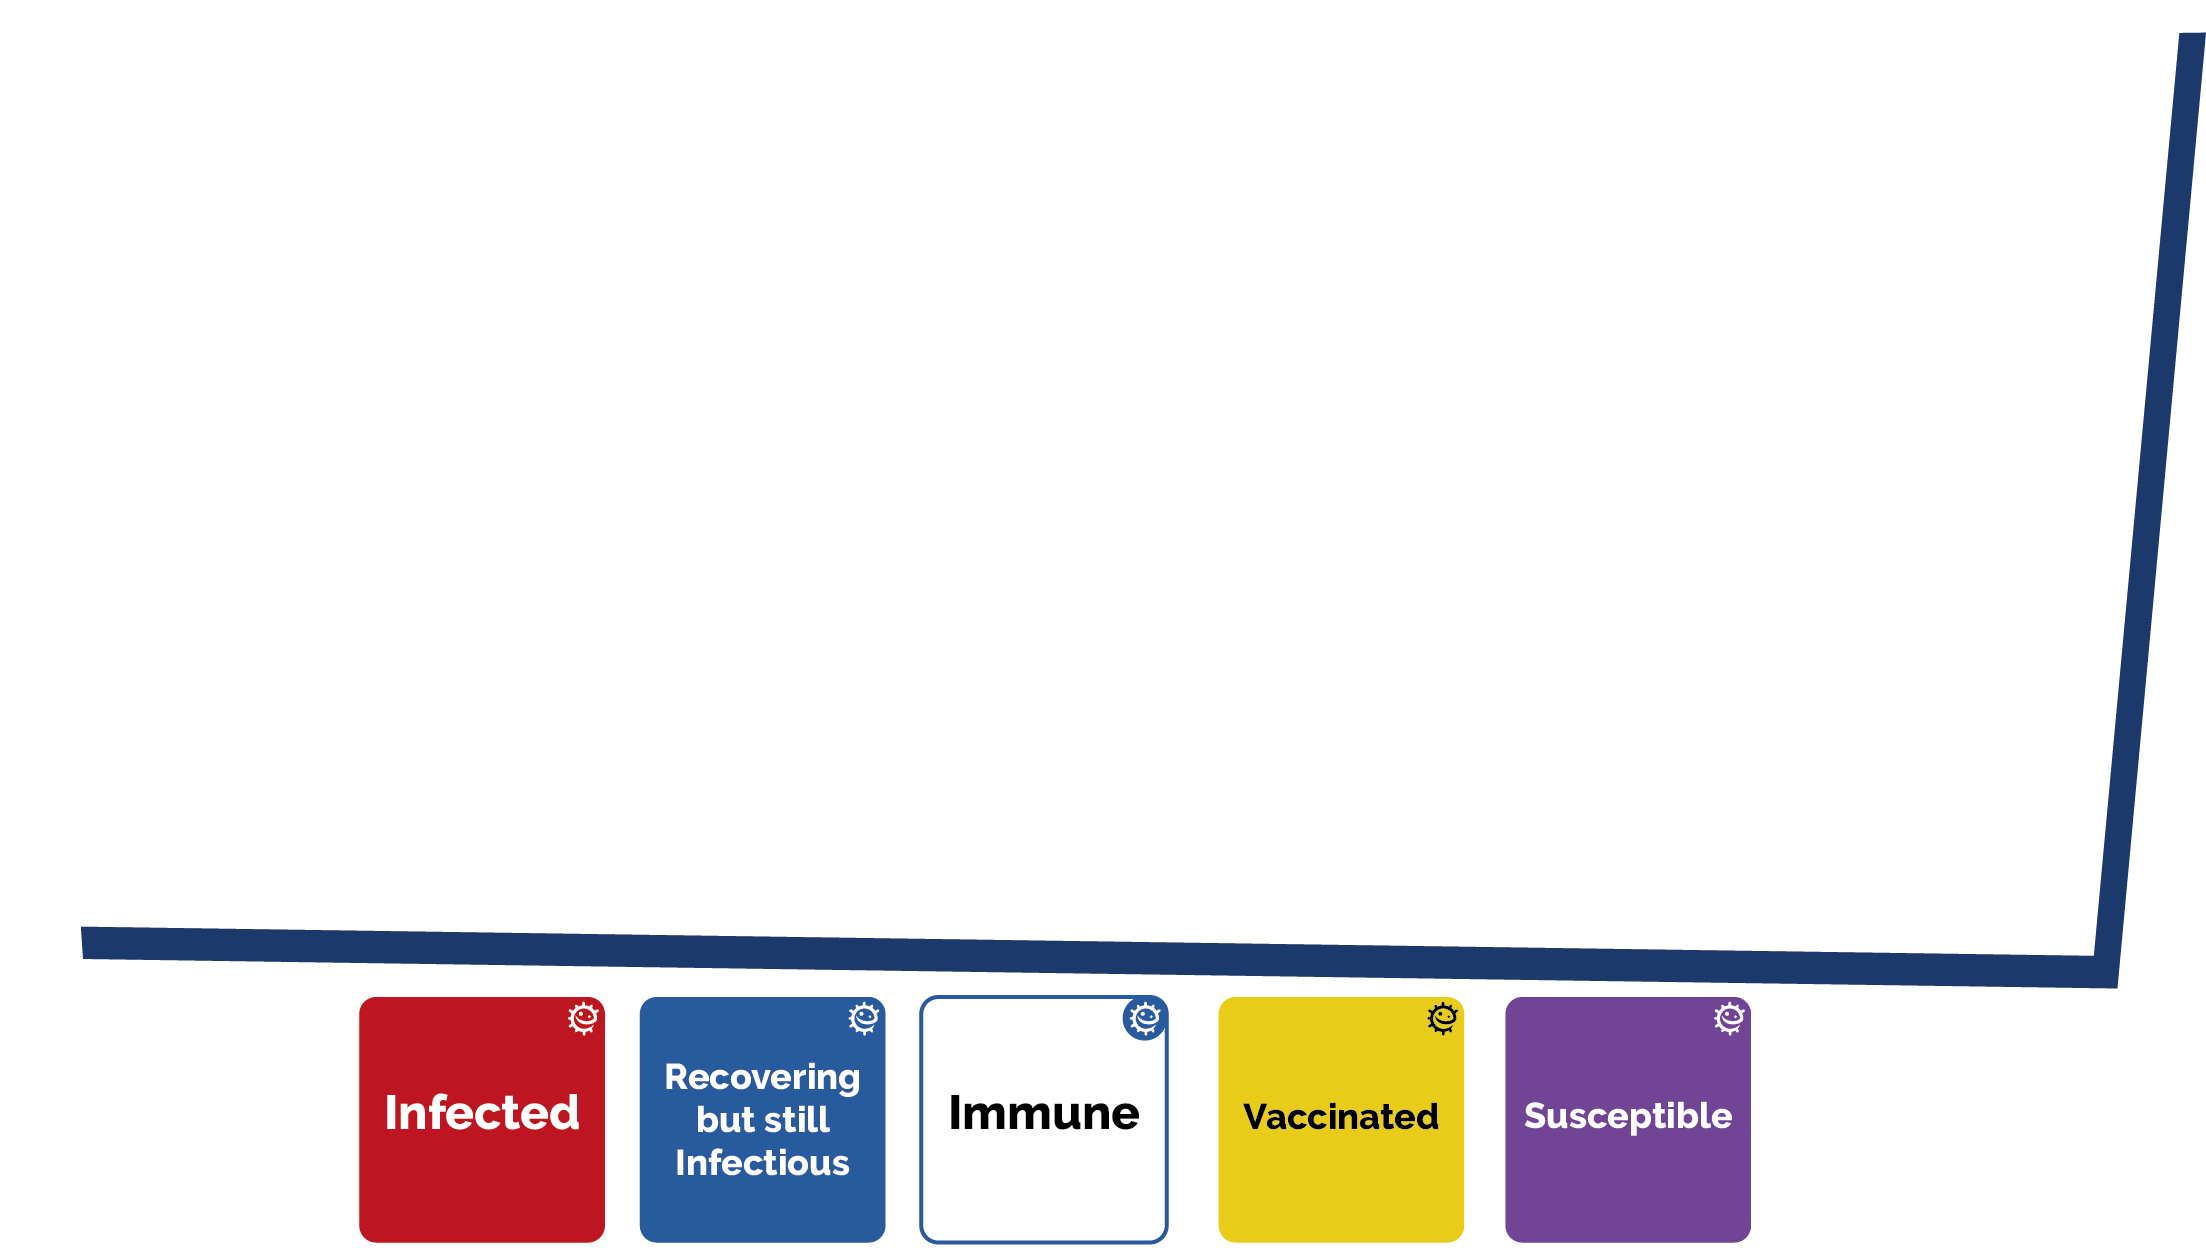 Infected
Recovering
but still
Infectious
Immune
Vaccinated
Susceptible